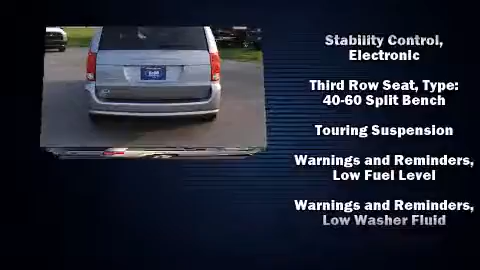 Stability Control,
Electronic
Third Row Seat, Type:
40-60 Split Bench
Touring Suspension
Warnings and Reminders,
Low Fuel Level
Warnings and Reminders,
Low Washer Fluid